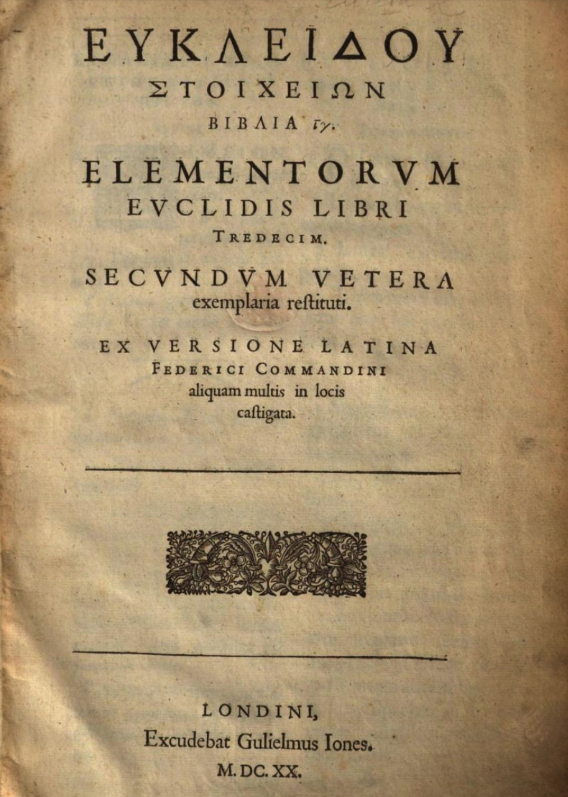 ΕΥΚΛΕΙΔΟΥ
ΣΤΟΙΧΕΙΩΝ
ΒΙΒΛΙΑ ιγ.
ELEMENTORVM
EVCLIDIS LIBRI
TREDECIM.
SECVNDVM VETERA
exemplaria reſtituti.
EX VERSIONE LATINA
FEDERICI COMMANDINI
aliquam multis in locis
caſtigata.
LONDINI,
Excudebat Gulielmus Iones.
M. DC. XX.